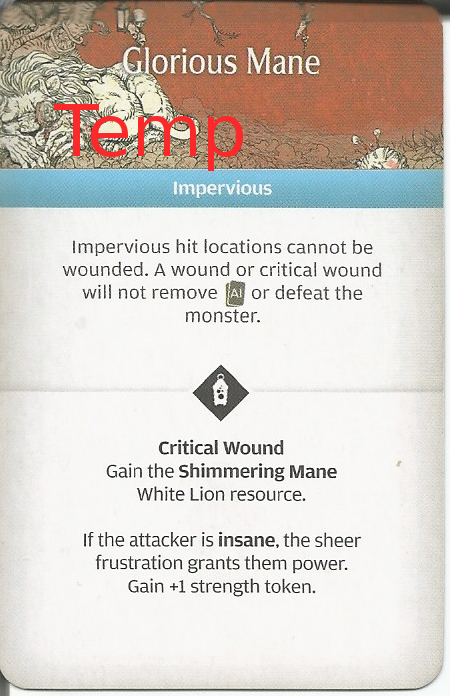 Glorious Mane
Temp
Impervious
Impervious hit locations cannot be
wounded. A wound or critical wound
will not remove AI or defeat the
monster.
Critical Wound
Gain the Shimmering Mane
White Lion resource.
If the attacker is insane, the sheer
frustration grants them power.
Gain +1 strength token.